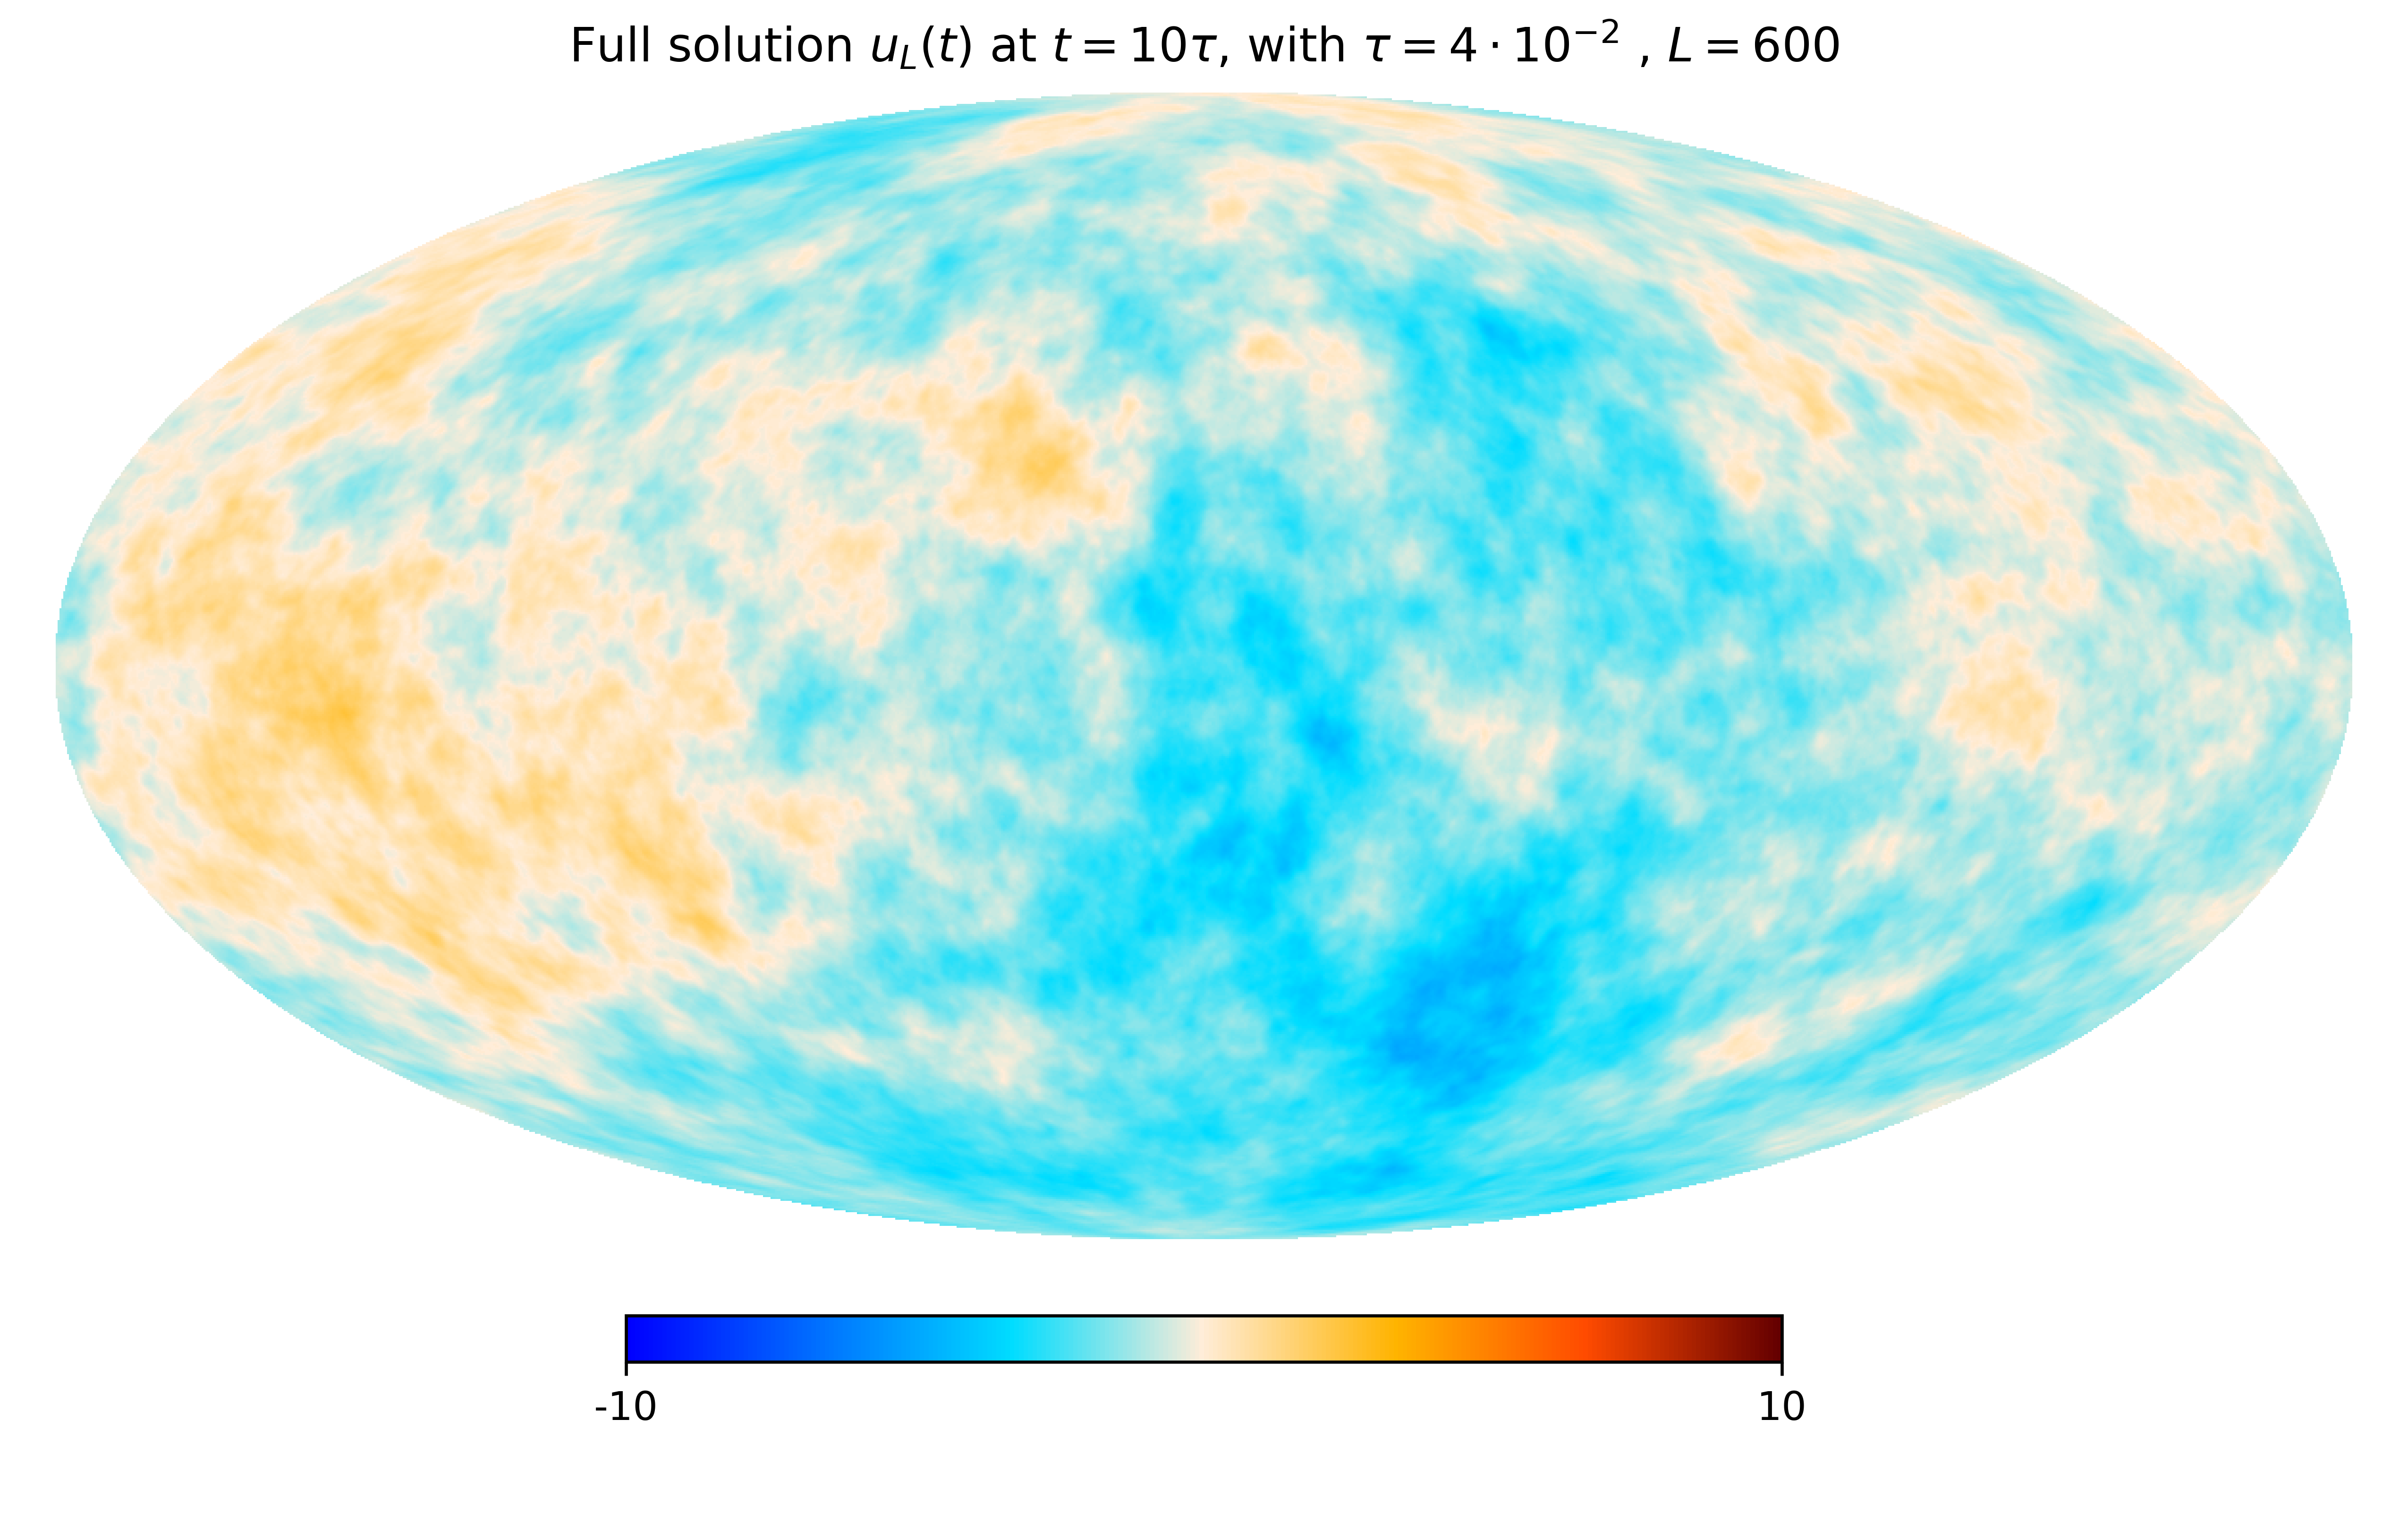 Full solution $u_L(t)$ at $t = 10\tau$, with $\tau = 4 \cdot 10^{-2}$ , $L = 600$
-10 10